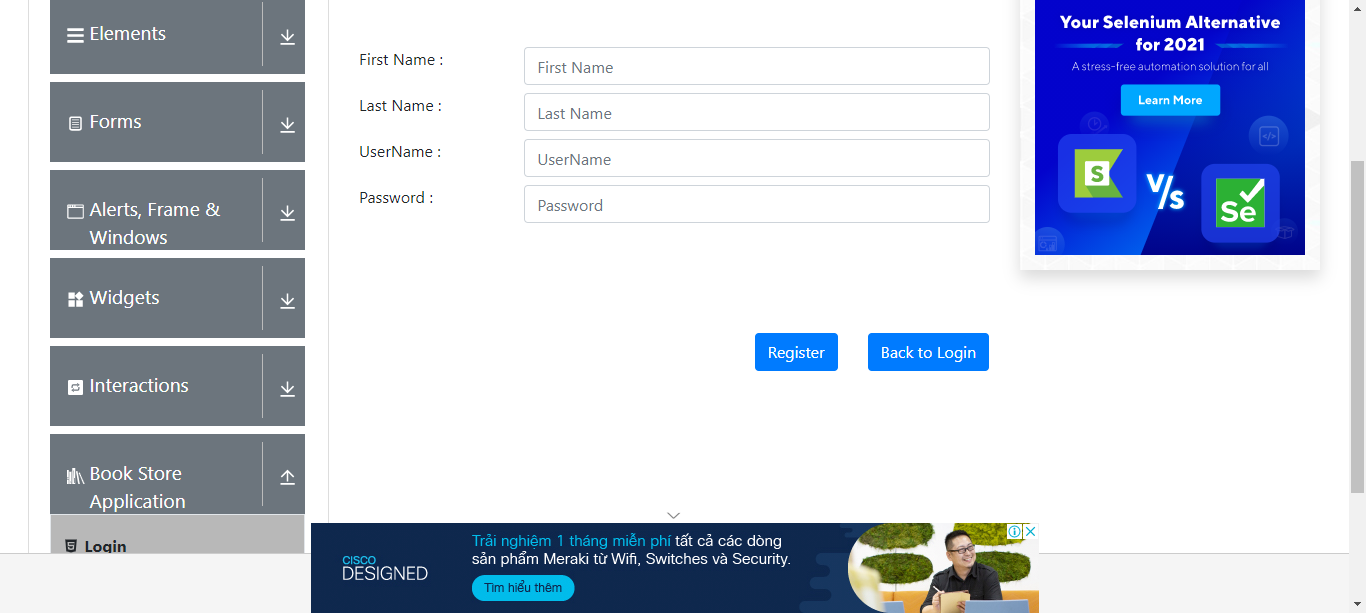 Elements
Forms
Alerts, Frame &
Windows
Widgets
Interactions
Book Store
Application
Login
First Name :
First Name
Last Name :
Last Name
UserName :
UserName
Password :
Password
Register
Back to Login
Your Selenium Alternative
for 2021
A stress-free automation solution for all
Learn More
S
V/s
Se
CISCO
DESIGNED
Trải nghiệm 1 tháng miễn phí tất cả các dòng
sản phẩm Meraki từ Wifi, Switches và Security.
Tìm hiểu thêm